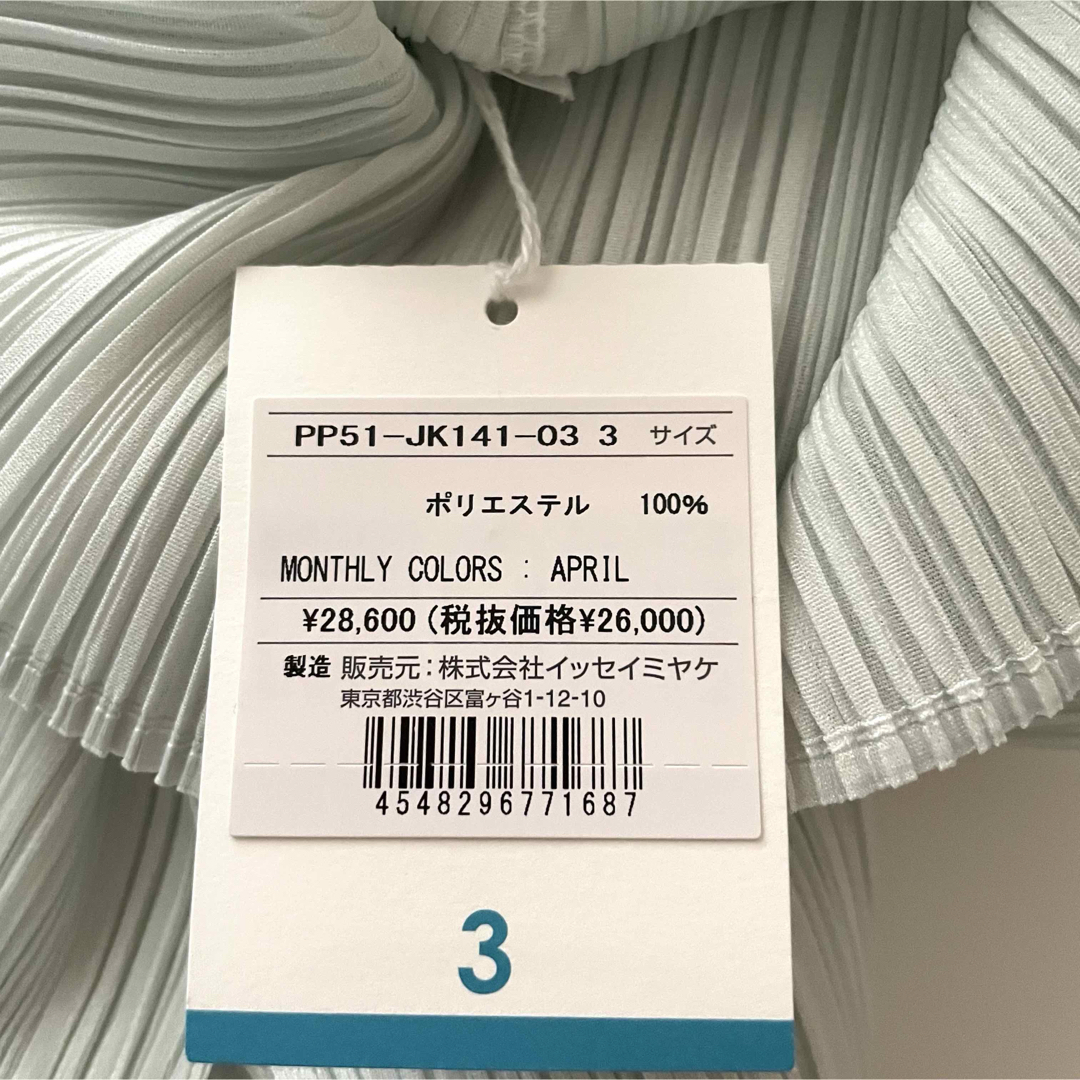 PP51-JK141-03 3 サイズ
ポリエステル 100%
MONTHLY COLORS : APRIL
¥28,600(税抜価格¥26,000)
製造 販売元:株式会社イッセイミヤケ
東京都渋谷区富ヶ谷1-12-10
4548296771687
3